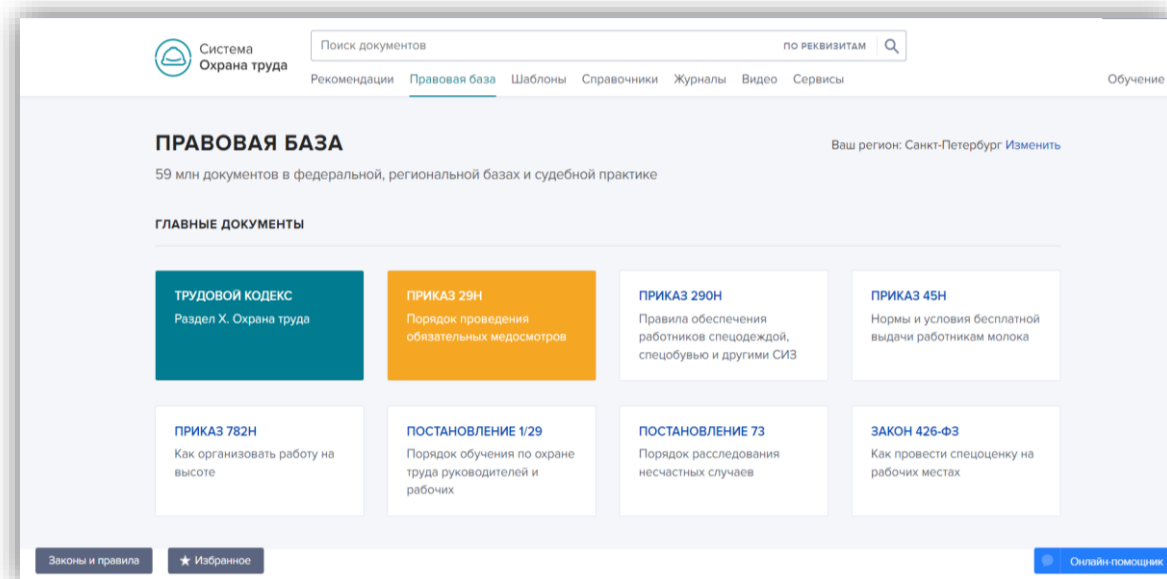 Система
Охрана труда
Поиск документов ПО РЕКВИЗИТАМ
Рекомендации Правовая база Шаблоны Справочники Журналы Видео Сервисы Обучение
ПРАВОВАЯ БАЗА
Ваш регион: Санкт-Петербург Изменить
59 млн документов в федеральной, региональной базах и судебной практике
ГЛАВНЫЕ ДОКУМЕНТЫ
ТРУДОВОЙ КОДЕКС
Раздел X. Охрана труда
ПРИКАЗ 29Н
Порядок проведения
обязательных медосмотров
ПРИКАЗ 290Н
Правила обеспечения
работников спецодеждой,
спецобувью и другими СИЗ
ПРИКАЗ 45Н
Нормы и условия бесплатной
выдачи работникам молока
ПРИКАЗ 782Н
Как организовать работу на
высоте
ПОСТАНОВЛЕНИЕ 1/29
Порядок обучения по охране
труда руководителей и
рабочих
ПОСТАНОВЛЕНИЕ 73
Порядок расследования
несчастных случаев
ЗАКОН 426-ФЗ
Как провести спецоценку на
рабочих местах
Законы и правила
★ Избранное
Онлайн-помощник